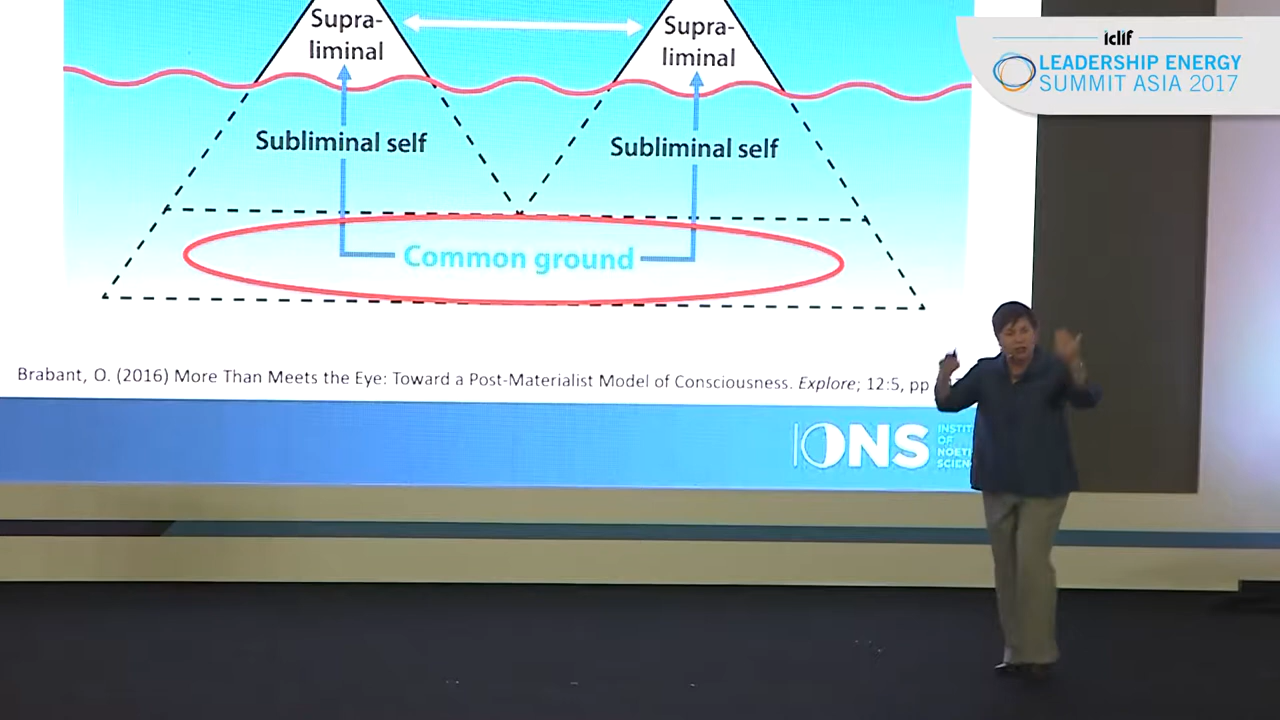 Supra-
liminal
Supra-
liminal
iclif
LEADERSHIP ENERGY
SUMMIT ASIA 2017
Subliminal self
Subliminal self
Common ground
Brabant, O. (2016) More Than Meets the Eye: Toward a Post-Materialist Model of Consciousness. Explore; 12:5, pp
IONS
OF